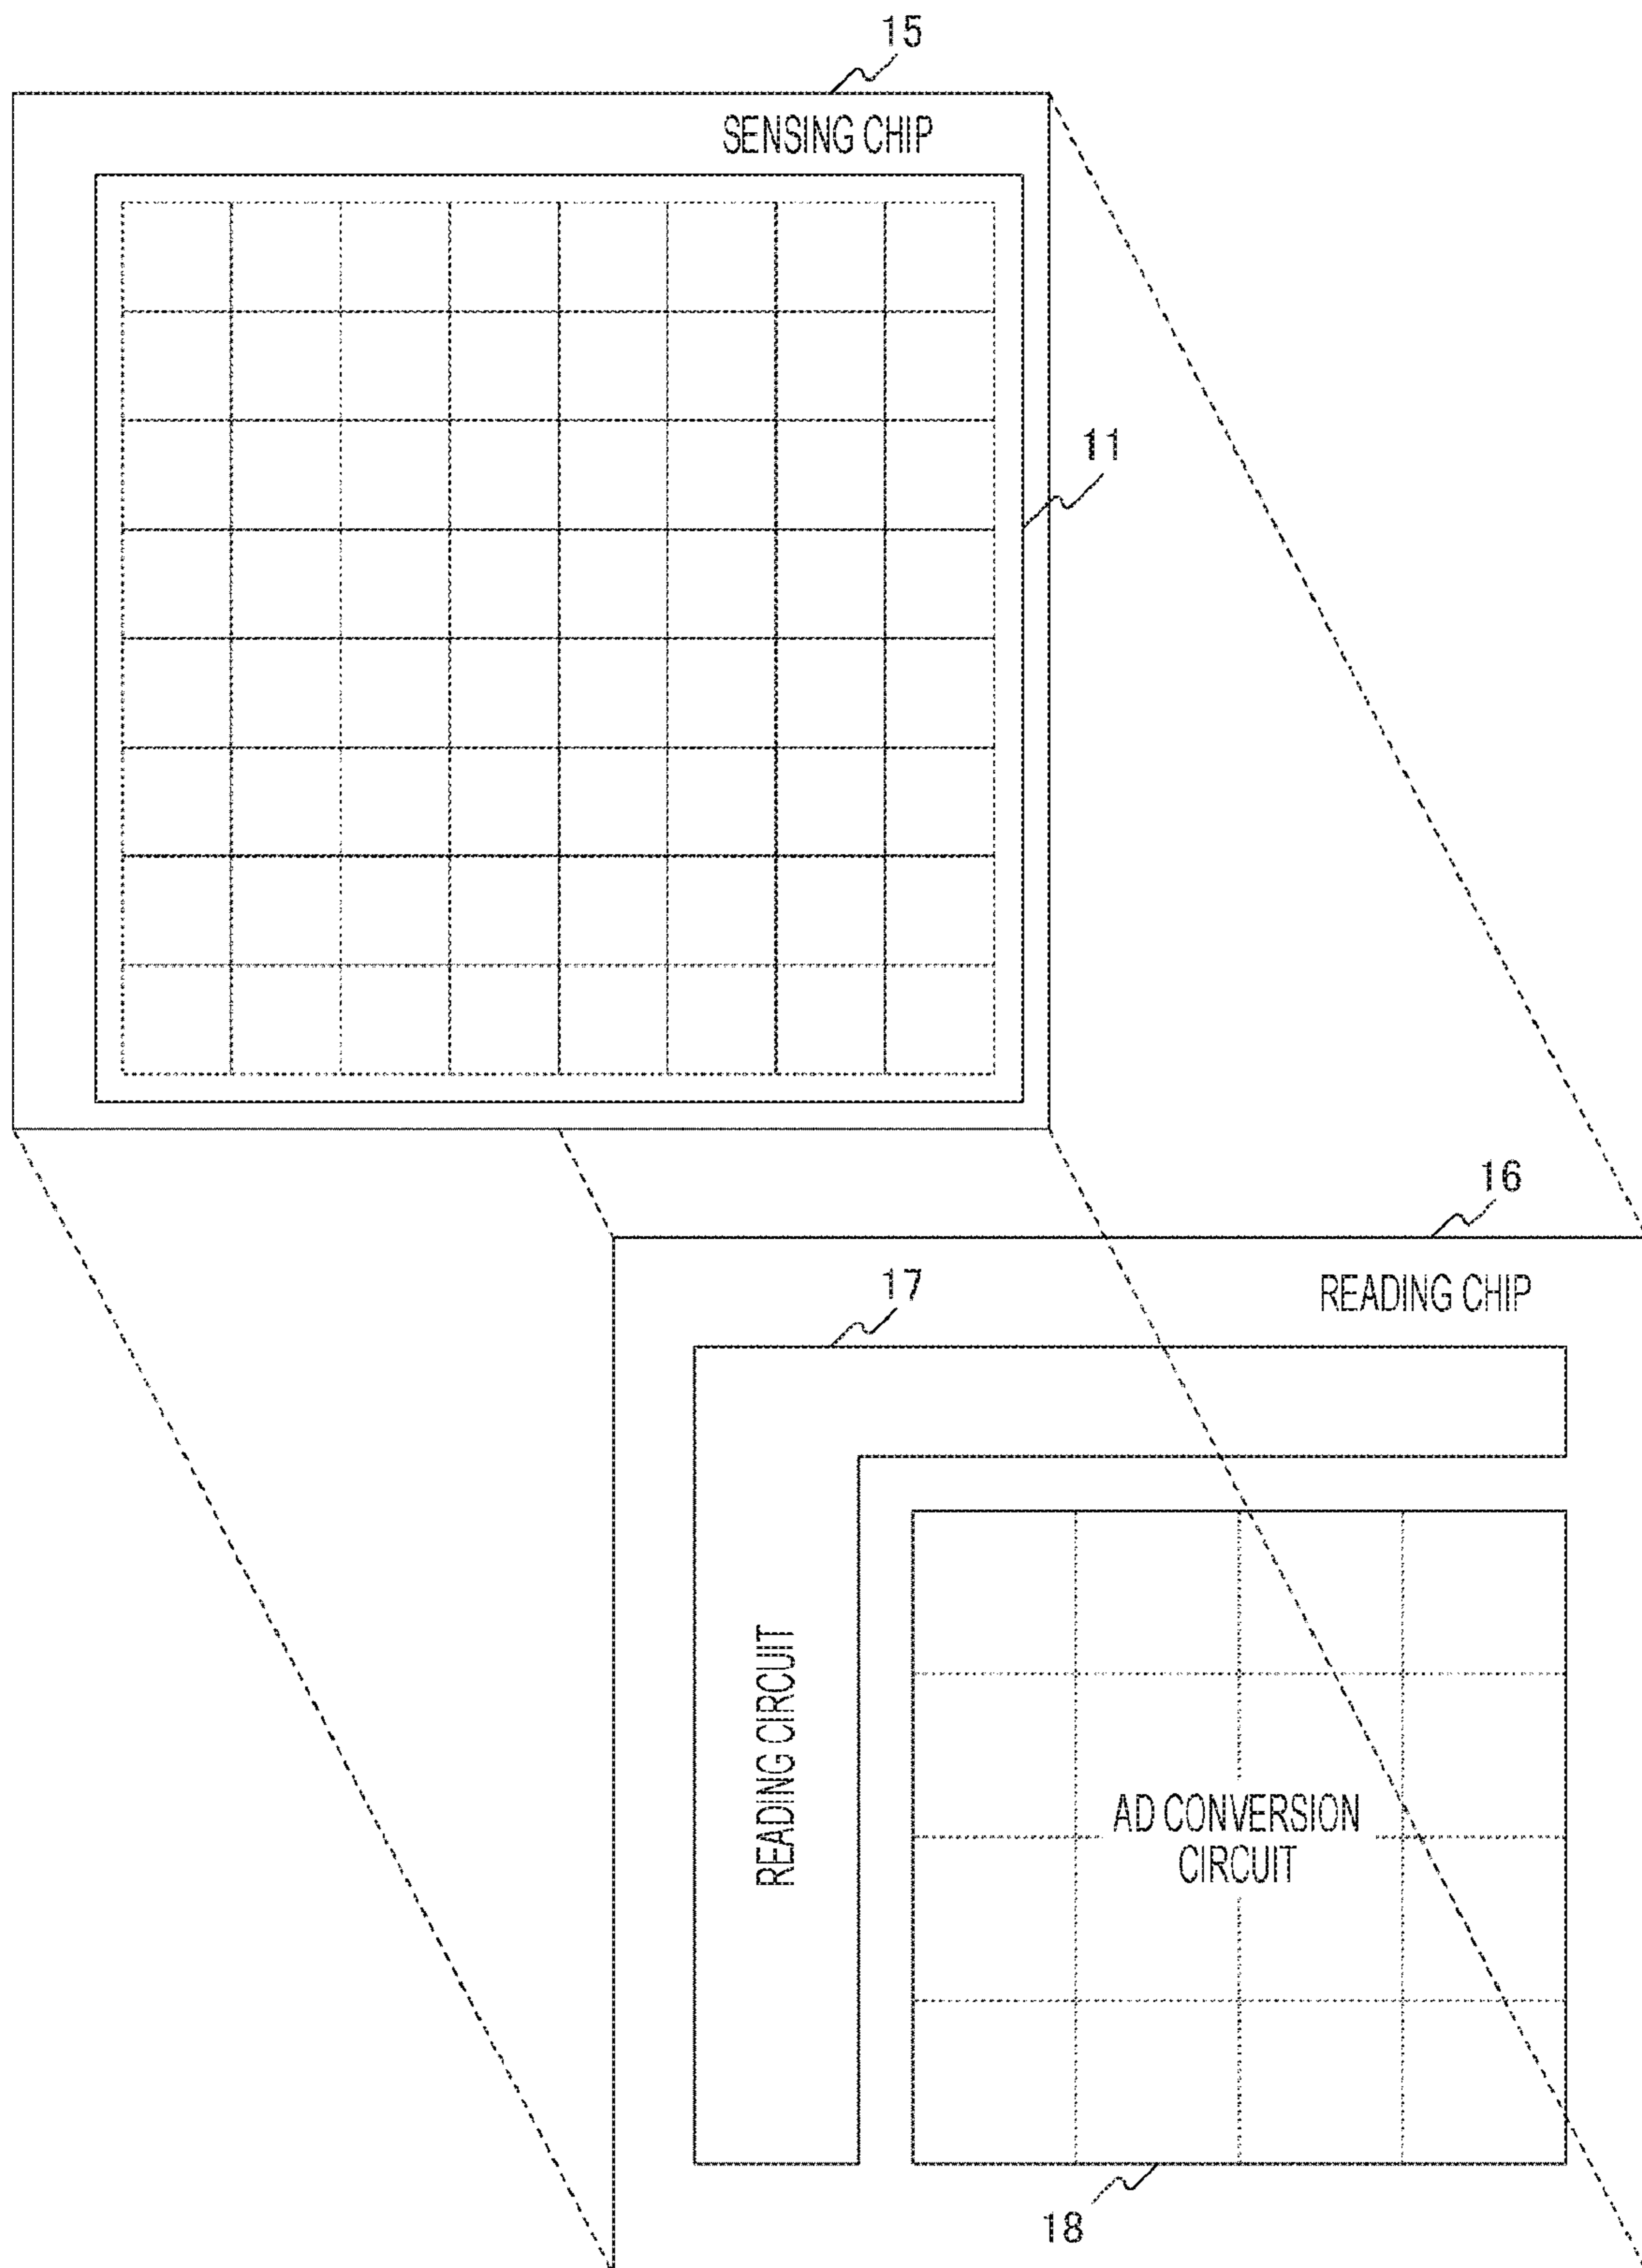 15
SENSING CHIP
11
16
READING CHIP
17
READING CIRCUIT
AD CONVERSION
CIRCUIT
18